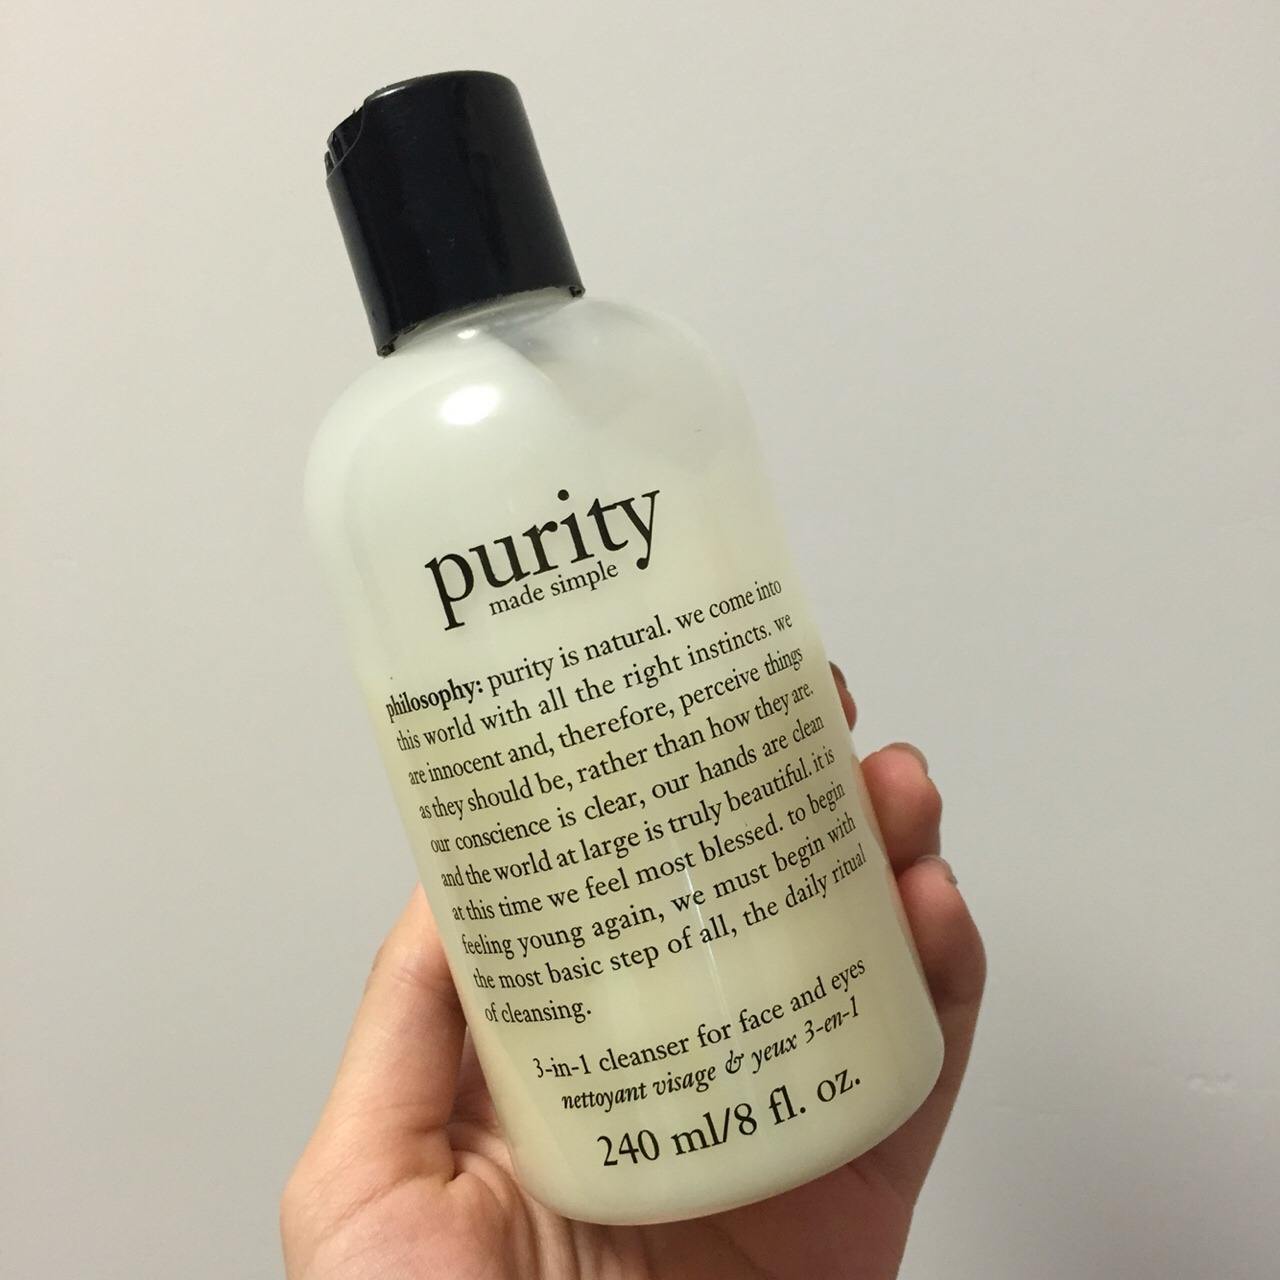 purity
made simple
philosophy: purity is natural. we come into
this world with all the right instincts. we
are innocent and, therefore, perceive things
as they should be, rather than how they are.
our conscience is clear, our hands are clean
and the world at large is truly beautiful. it is
at this time we feel most blessed. to begin
feeling young again, we must begin with
the most basic step of all, the daily ritual
of cleansing.
3-in-1 cleanser for face and eyes
nettoyant visage & yeux 3-en-1
240 ml/8 fl. oz.